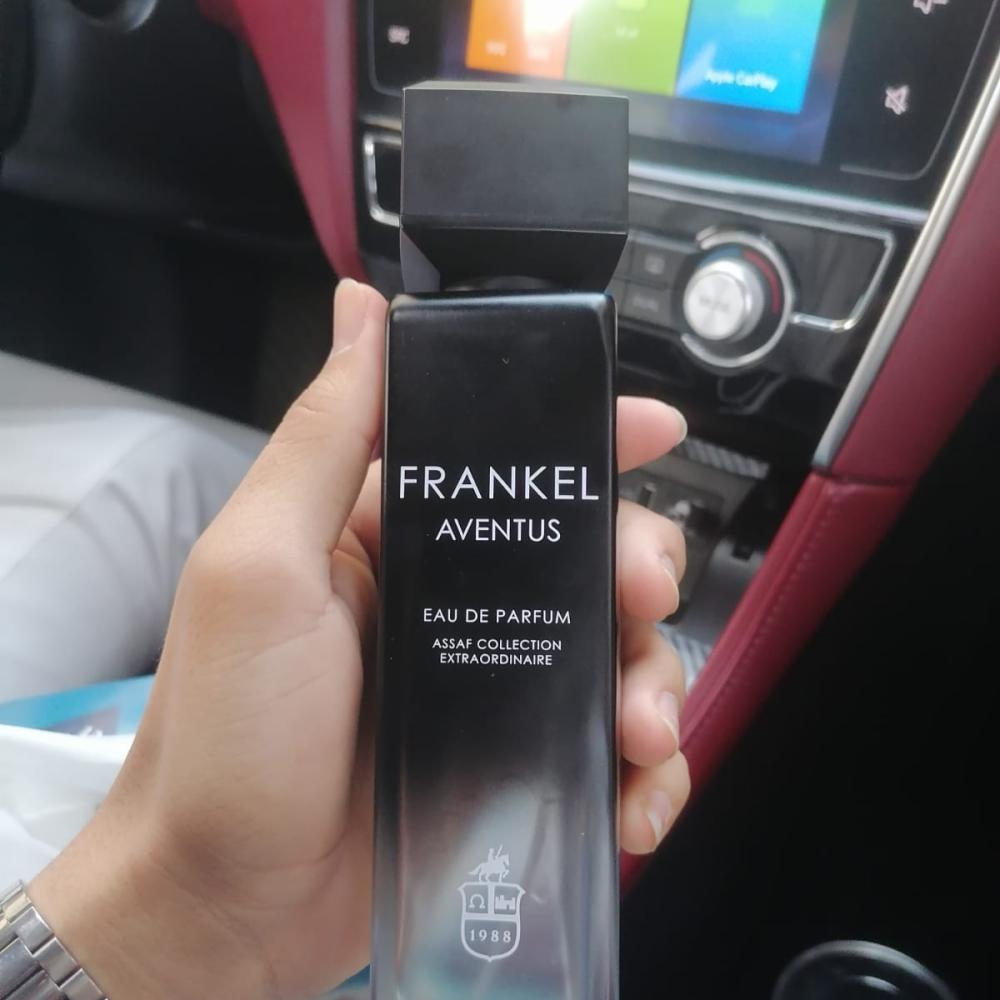 Apple CarPlay
FRANKEL
AVENTUS
EAU DE PARFUM
ASSAF COLLECTION
EXTRAORDINAIRE
Ω
1988